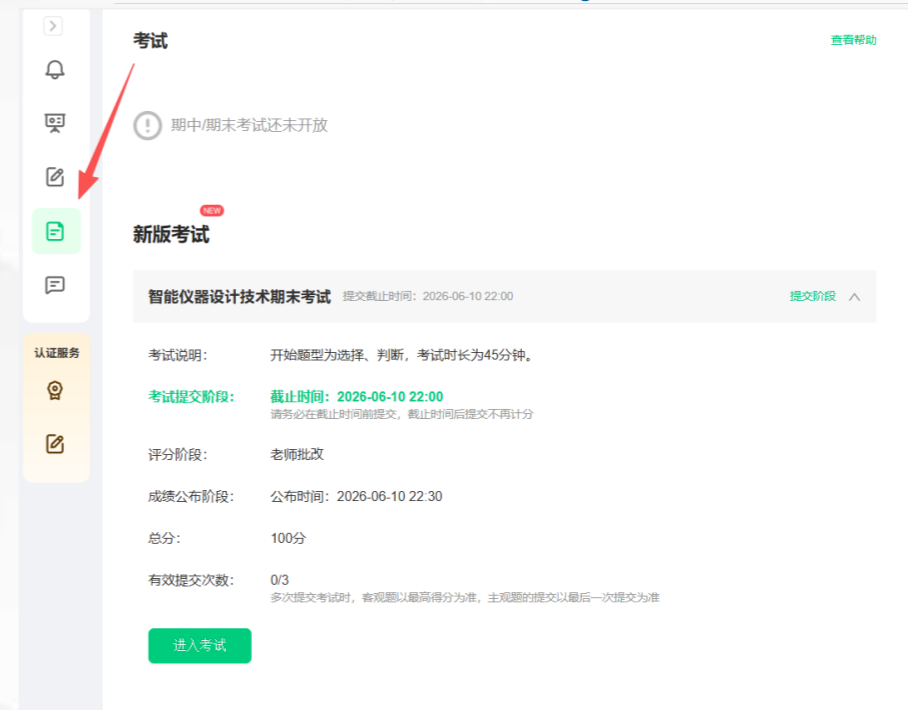 考试
查看帮助
期中/期末考试还未开放
NEW
新版考试
智能仪器设计技术期末考试 提交截止时间：2026-06-10 22:00 提交阶段
考试说明： 开始题型为选择、判断，考试时长为45分钟。
考试提交阶段： 截止时间：2026-06-10 22:00
请务必在截止时间前提交，截止时间后提交不再计分
评分阶段： 老师批改
成绩公布阶段： 公布时间：2026-06-10 22:30
总分： 100分
有效提交次数： 0/3
多次提交考试时，客观题以最高得分为准，主观题的提交以最后一次提交为准
进入考试
认证服务